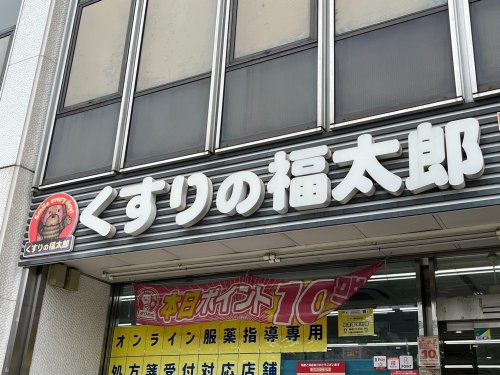 くすりの福太郎
くすりの福太郎
本日ポイント10倍
オンライン服薬指導専用
処方薬受付対応店舗